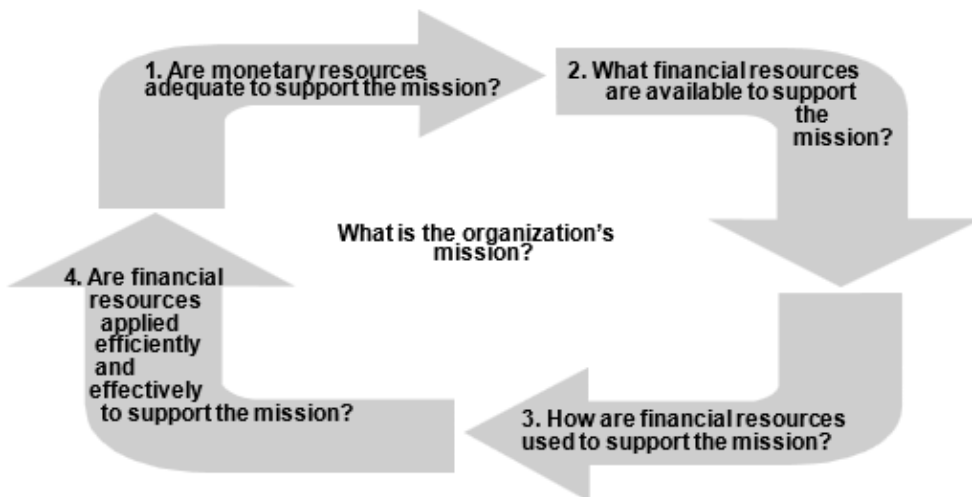 1. Are monetary resources
adequate to support the mission?
2. What financial resources
are available to support
the
mission?
What is the organization's
mission?
4. Are financial
resources
applied
efficiently
and
effectively
to support the mission?
3. How are financial resources
used to support the mission?